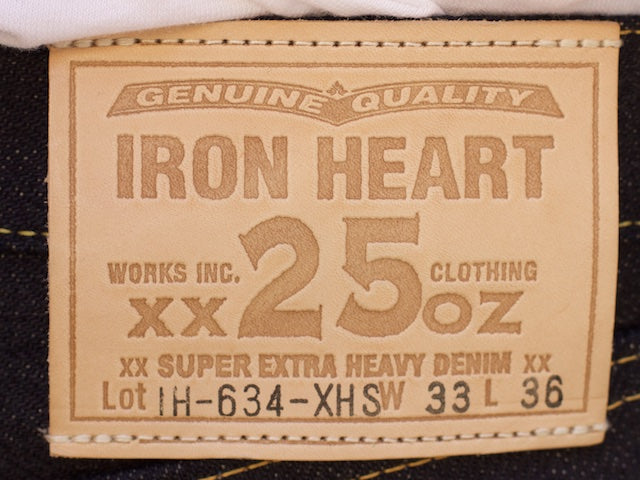 GENUINE QUALITY
IRON HEART
WORKS INC. 25 CLOTHING
XX OZ
XX SUPER EXTRA HEAVY DENIM XX
Lot IH-634-XHS W 33 L 36